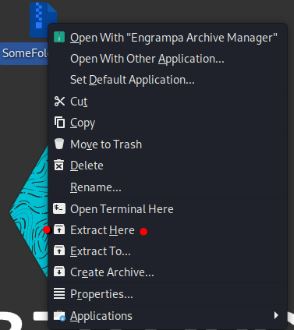 SomeFol
Open With "Engrampa Archive Manager"
Open With Other Application...
Set Default Application...
Cut
Copy
Move to Trash
Delete
Rename...
Open Terminal Here
Extract Here
Extract To...
Create Archive...
Properties...
Applications